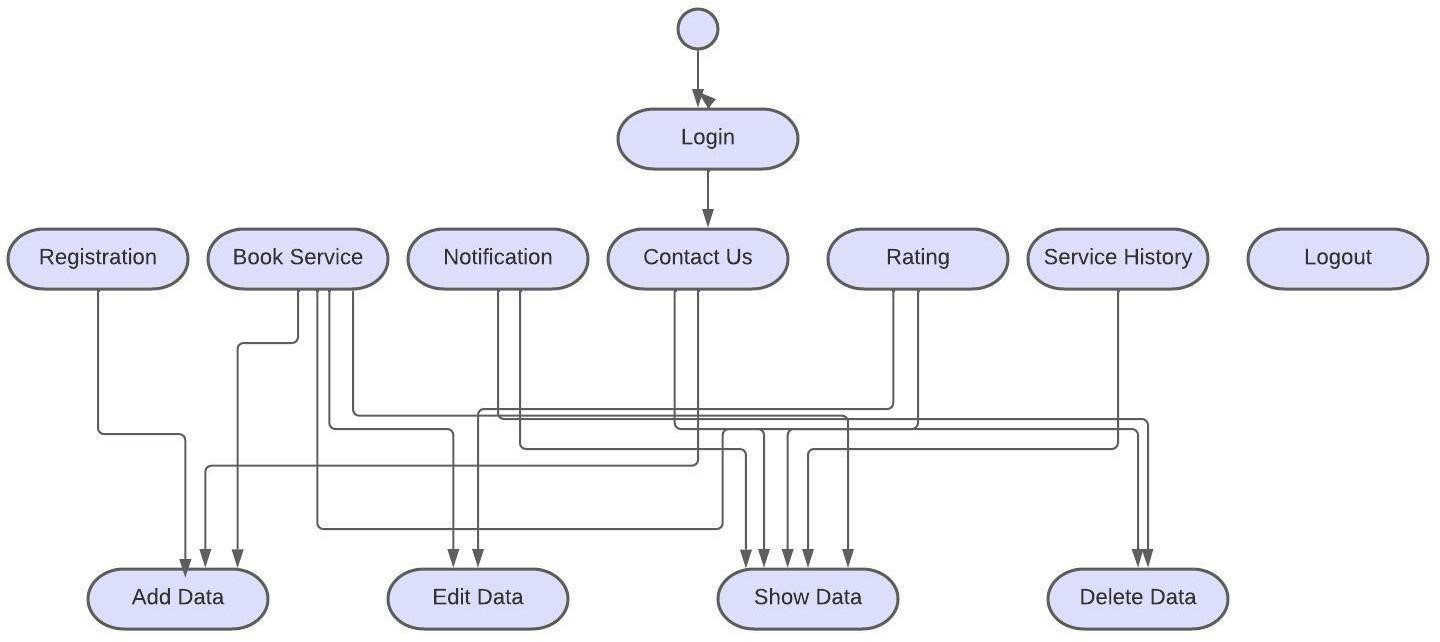 Login
Registration
Book Service
Notification
Contact Us
Rating
Service History
Logout
Add Data
Edit Data
Show Data
Delete Data